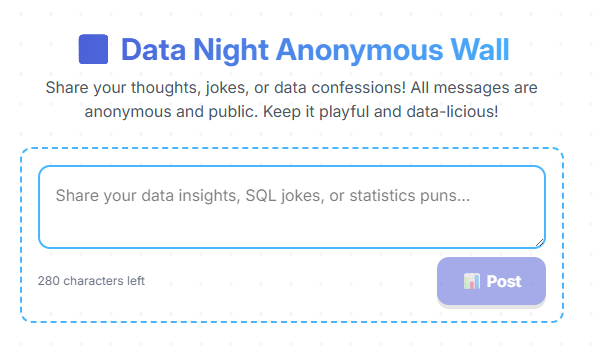 Data Night Anonymous Wall
Share your thoughts, jokes, or data confessions! All messages are
anonymous and public. Keep it playful and data-licious!
Share your data insights, SQL jokes, or statistics puns...
280 characters left
📊 Post